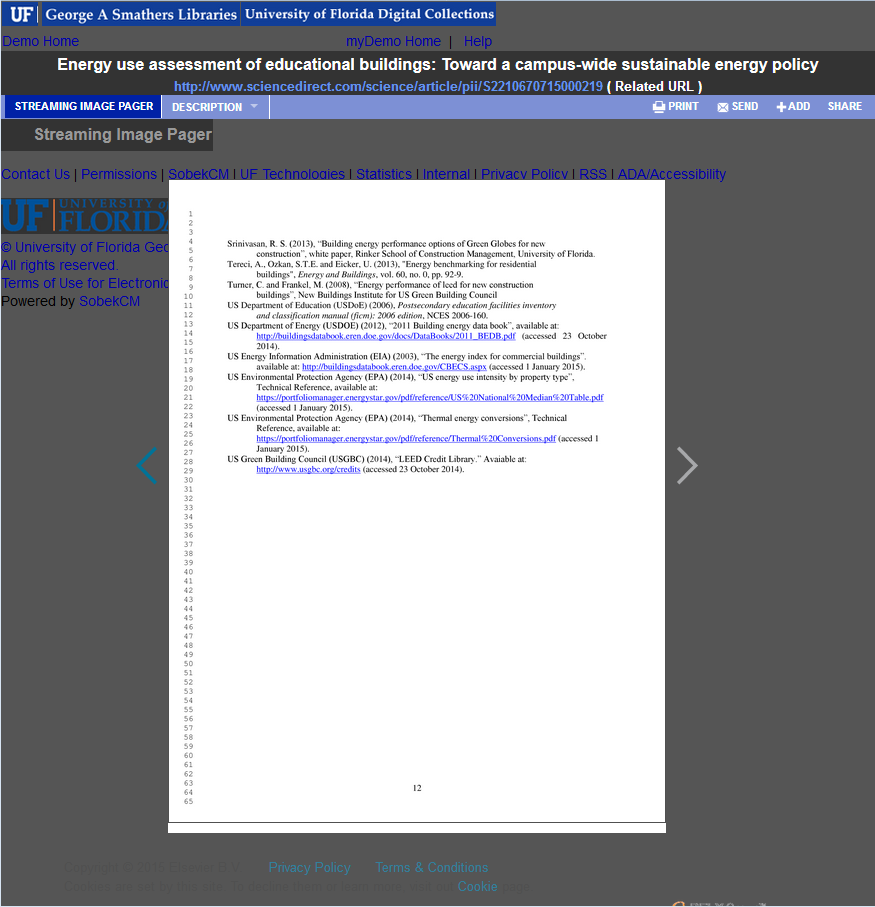 UF George A Smathers Libraries University of Florida Digital Collections
Demo Home myDemo Home | Help
Energy use assessment of educational buildings: Toward a campus-wide sustainable energy policy
http://www.sciencedirect.com/science/article/pii/S2210670715000219 ( Related URL )
STREAMING IMAGE PAGER DESCRIPTION PRINT SEND ADD SHARE
Streaming Image Pager
Contact Us | Permissions | SobekCM | UF Technologies | Statistics | Internal | Privacy Policy | RSS | ADA/Accessibility
UF UNIVERSITY of
FLORIDA
© University of Florida Geo
All rights reserved.
Terms of Use for Electronic
Powered by SobekCM
1
2
3
4
5
6
7
8
9
10
11
12
13
14
15
16
17
18
19
20
21
22
23
24
25
26
27
28
29
30
31
32
33
34
35
36
37
38
39
40
41
42
43
44
45
46
47
48
49
50
51
52
53
54
55
56
57
58
59
60
61
62
63
64
65
Srinivasan, R. S. (2013), “Building energy performance options of Green Globes for new
construction”, white paper, Rinker School of Construction Management, University of Florida.
Tereci, A., Ozkan, S.T.E. and Eicker, U. (2013), "Energy benchmarking for residential
buildings", Energy and Buildings, vol. 60, no. 0, pp. 92-9.
Turner, C. and Frankel, M. (2008), “Energy performance of leed for new construction
buildings”, New Buildings Institute for US Green Building Council
US Department of Education (USDoE) (2006), Postsecondary education facilities inventory
and classification manual (ficm): 2006 edition, NCES 2006-160.
US Department of Energy (USDOE) (2012), “2011 Building energy data book”, available at:
http://buildingsdatabook.eren.doe.gov/docs/DataBooks/2011_BEDB.pdf (accessed 23 October
2014).
US Energy Information Administration (EIA) (2003), “The energy index for commercial buildings”.
available at: http://buildingsdatabook.eren.doe.gov/CBECS.aspx (accessed 1 January 2015).
US Environmental Protection Agency (EPA) (2014), “US energy use intensity by property type”,
Technical Reference, available at:
https://portfoliomanager.energystar.gov/pdf/reference/US%20National%20Median%20Table.pdf
(accessed 1 January 2015).
US Environmental Protection Agency (EPA) (2014), “Thermal energy conversions”, Technical
Reference, available at:
https://portfoliomanager.energystar.gov/pdf/reference/Thermal%20Conversions.pdf (accessed 1
January 2015).
US Green Building Council (USGBC) (2014), “LEED Credit Library.” Avaiable at:
http://www.usgbc.org/credits (accessed 23 October 2014).
12
Copyright © Elsevier B.V. Privacy Policy Terms & Conditions
Cookies are set by this site. To decline them or learn more, visit our Cookie page